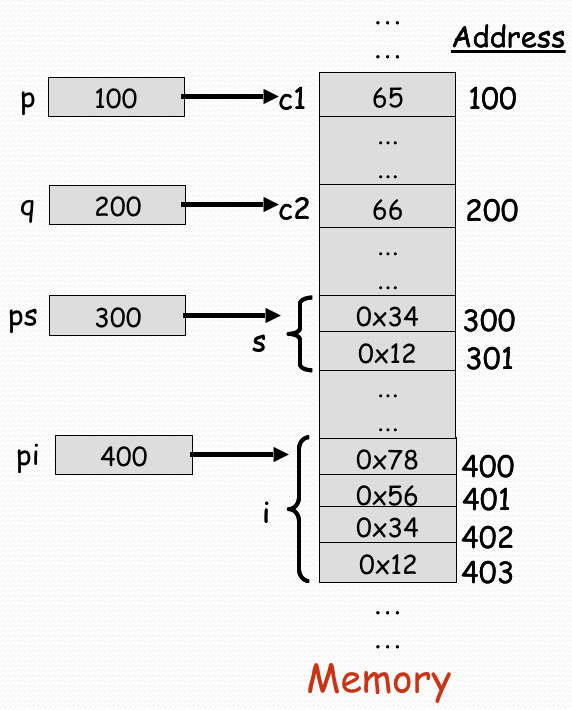 ...
... Address
p 100 c1 65 100
...
...
q 200 c2 66 200
...
...
ps 300 s 0x34 300
0x12 301
...
...
pi 400 i 0x78 400
0x56 401
0x34 402
0x12 403
...
...
Memory